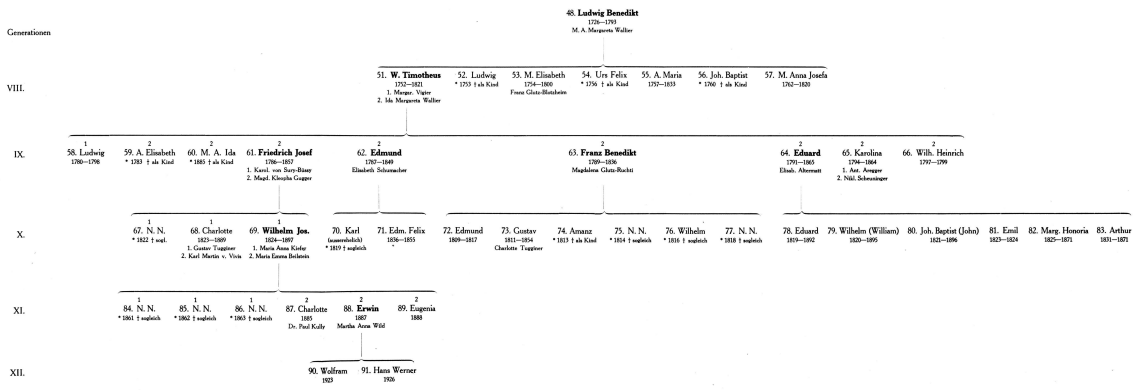 48. Ludwig Benedikt
1726—1793
M. A. Margareta Wallier
Generationen
VIII.
51. W. Timotheus
1752—1821
1. Margar. Vigier
2. Ida Margareta Wallier
52. Ludwig
* 1753 † als Kind
53. M. Elisabeth
1754—1800
Franz Glutz-Blotzheim
54. Urs Felix
* 1756 † als Kind
55. A. Maria
1757—1833
56. Joh. Baptist
* 1760 † als Kind
57. M. Anna Josefa
1762—1820
IX.
1
58. Ludwig
1780—1798
2
59. A. Elisabeth
* 1783 † als Kind
2
60. M. A. Ida
* 1885 † als Kind
2
61. Friedrich Josef
1786—1857
1. Karol. von Sury-Büssy
2. Magd. Kleopha Gugger
2
62. Edmund
1787—1849
Elisabeth Schumacher
2
63. Franz Benedikt
1789—1836
Magdalena Glutz-Ruchti
2
64. Eduard
1791—1865
Elisab. Altermatt
2
65. Karolina
1794—1864
1. Ant. Aregger
2. Nikl. Scheuninger
2
66. Wilh. Heinrich
1797—1799
X.
1
67. N. N.
* 1822 † sogl.
1
68. Charlotte
1823—1889
1. Gustav Tugginer
2. Karl Martin v. Vivis
1
69. Wilhelm Jos.
1824—1897
1. Maria Anna Kiefer
2. Maria Emma Beilstein
70. Karl
(ausserehelich)
* 1819 † sogleich
71. Edm. Felix
1836—1855
72. Edmund
1809—1817
73. Gustav
1811—1854
Charlotte Tugginer
74. Amanz
* 1813 † als Kind
75. N. N.
* 1814 † sogleich
76. Wilhelm
* 1816 † sogleich
77. N. N.
* 1818 † sogleich
78. Eduard
1819—1892
79. Wilhelm (William)
1820—1895
80. Joh. Baptist (John)
1821—1896
81. Emil
1823—1824
82. Marg. Honoria
1825—1871
83. Arthur
1831—1871
XI.
1
84. N. N.
* 1861 † sogleich
1
85. N. N.
* 1862 † sogleich
1
86. N. N.
* 1863 † sogleich
2
87. Charlotte
1885
Dr. Paul Kully
2
88. Erwin
1887
Martha Anna Wild
2
89. Eugenia
1888
XII.
90. Wolfram
1923
91. Hans Werner
1926